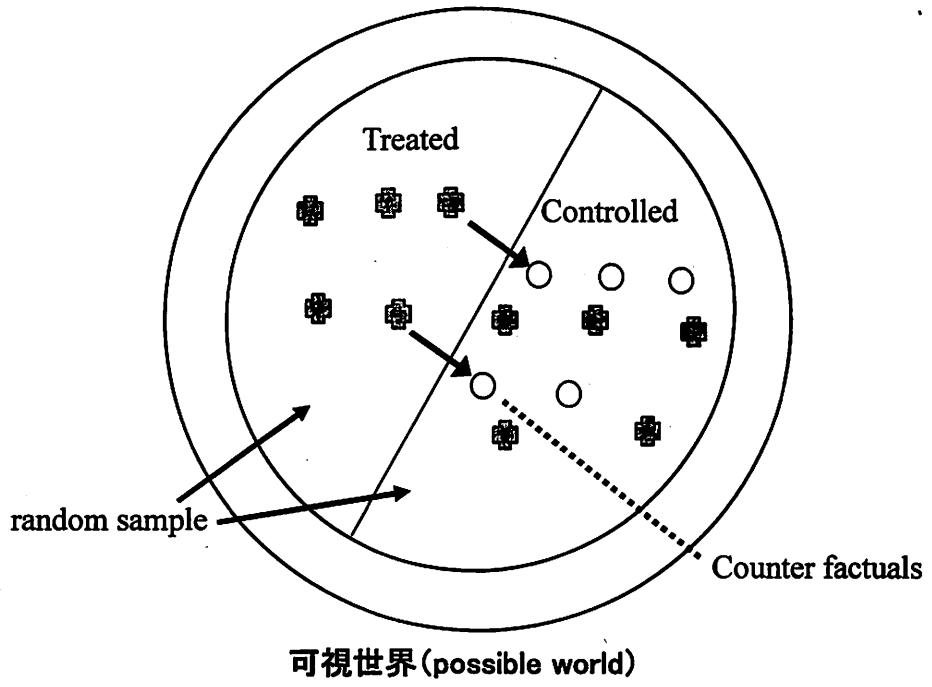 Treated
Controlled
random sample
Counter factuals
可視世界(possible world)